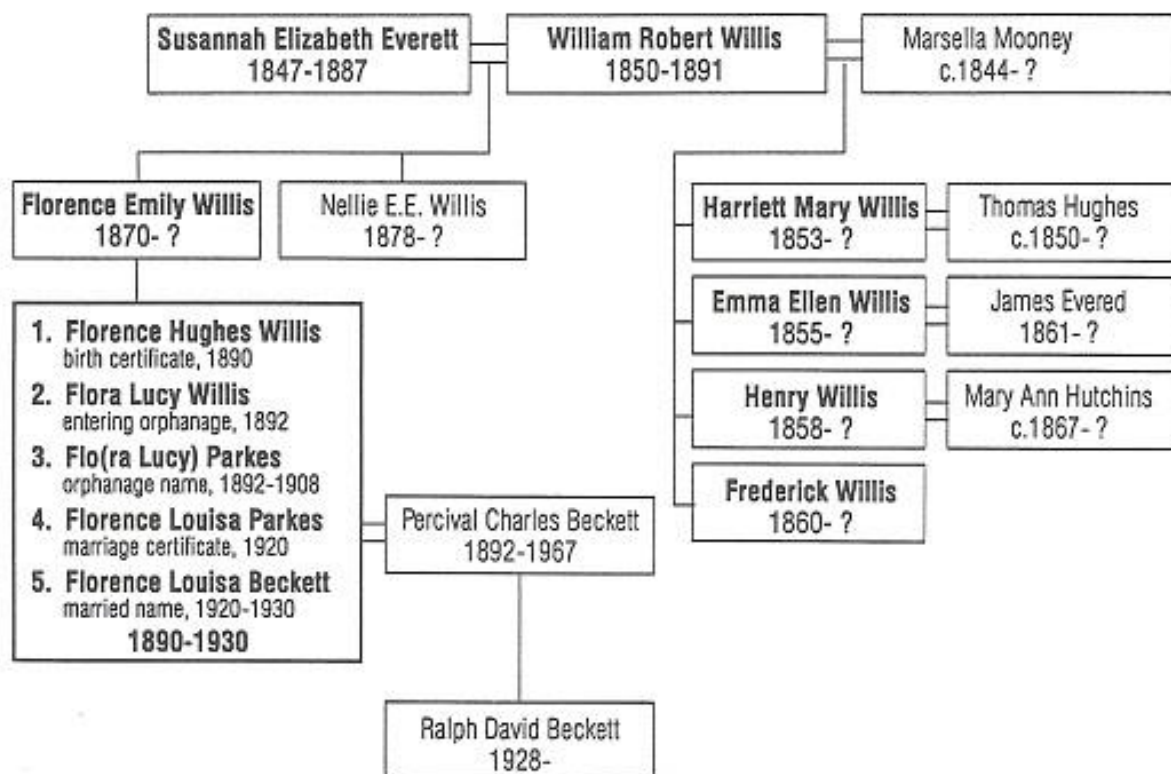 Susannah Elizabeth Everett
1847-1887
William Robert Willis
1850-1891
Marsella Mooney
c.1844- ?
Florence Emily Willis
1870- ?
Nellie E.E. Willis
1878- ?
Harriett Mary Willis
1853- ?
Thomas Hughes
c.1850- ?
Emma Ellen Willis
1855- ?
James Evered
1861- ?
Henry Willis
1858- ?
Mary Ann Hutchins
c.1867- ?
Frederick Willis
1860- ?
1. Florence Hughes Willis
birth certificate, 1890
2. Flora Lucy Willis
entering orphanage, 1892
3. Flo(ra Lucy) Parkes
orphanage name, 1892-1908
4. Florence Louisa Parkes
marriage certificate, 1920
5. Florence Louisa Beckett
married name, 1920-1930
1890-1930
Percival Charles Beckett
1892-1967
Ralph David Beckett
1928-